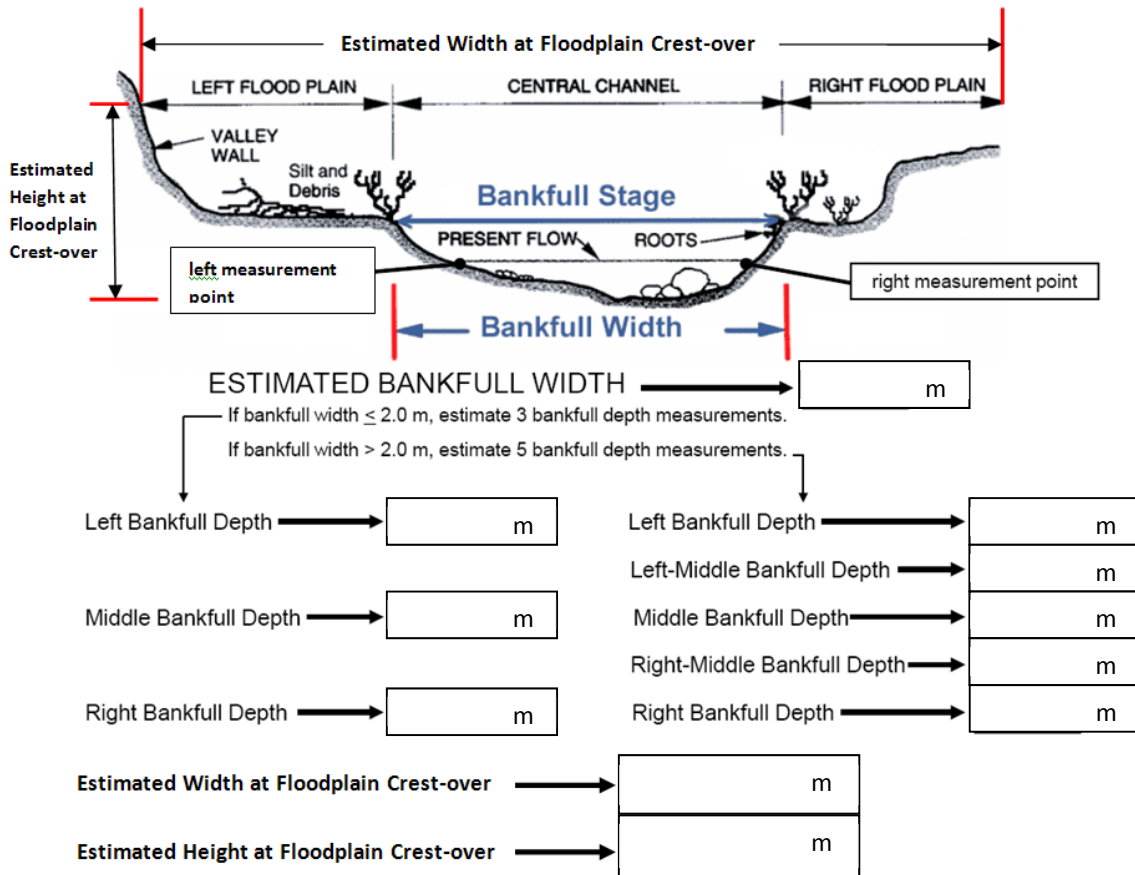 Estimated Width at Floodplain Crest-over
LEFT FLOOD PLAIN
CENTRAL CHANNEL
RIGHT FLOOD PLAIN
VALLEY
WALL
Estimated
Height at
Floodplain
Crest-over
Silt and
Debris
Bankfull Stage
PRESENT FLOW
ROOTS
left measurement
point
right measurement point
Bankfull Width
ESTIMATED BANKFULL WIDTH
m
If bankfull width ≤ 2.0 m, estimate 3 bankfull depth measurements.
If bankfull width > 2.0 m, estimate 5 bankfull depth measurements.
Left Bankfull Depth
m
Middle Bankfull Depth
m
Right Bankfull Depth
m
Left Bankfull Depth
m
Left-Middle Bankfull Depth
m
Middle Bankfull Depth
m
Right-Middle Bankfull Depth
m
Right Bankfull Depth
m
Estimated Width at Floodplain Crest-over
m
Estimated Height at Floodplain Crest-over
m